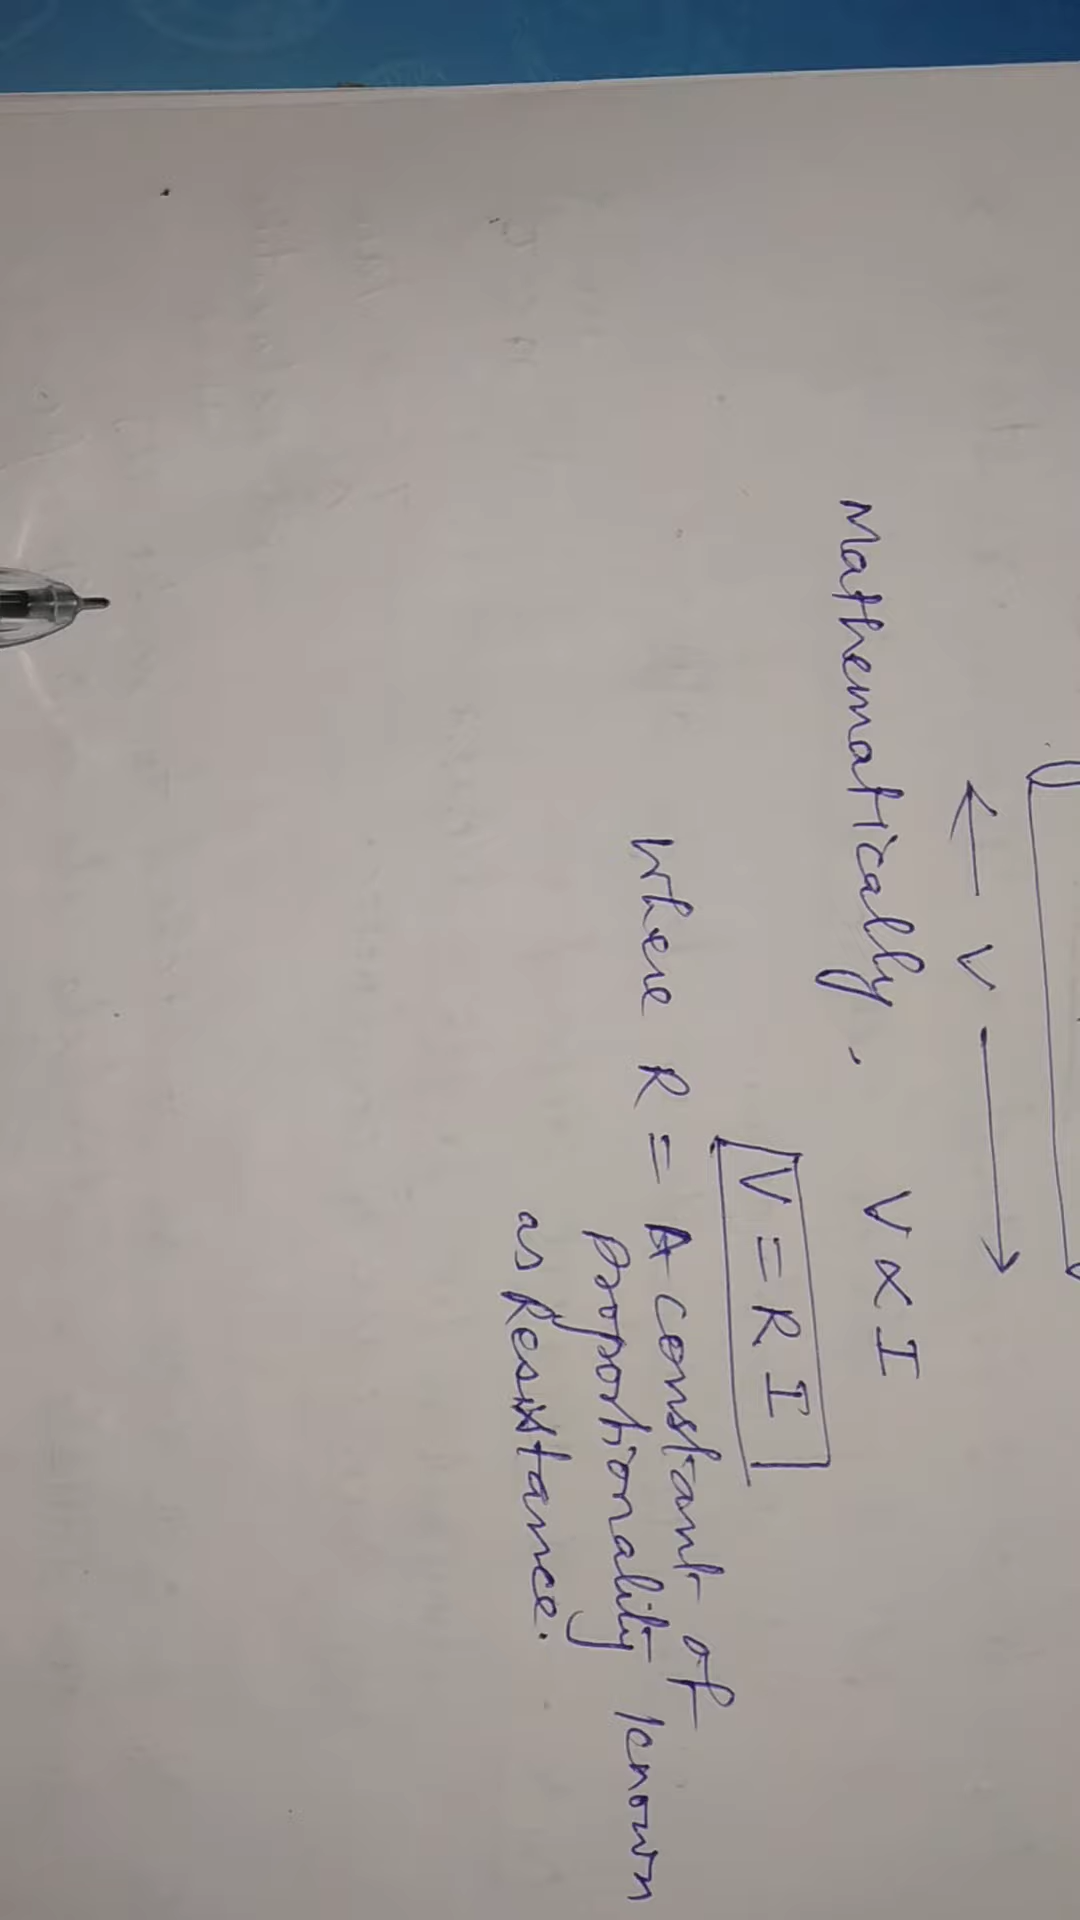 ← V →
Mathematically, V ∝ I
V = R I
Where R = A constant of
proportionality known
as Resistance.